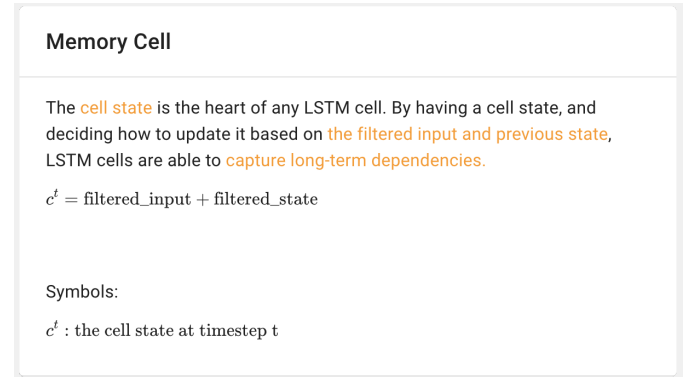 Memory Cell
The cell state is the heart of any LSTM cell. By having a cell state, and
deciding how to update it based on the filtered input and previous state,
LSTM cells are able to capture long-term dependencies.
c^t = filtered_input + filtered_state
Symbols:
c^t : the cell state at timestep t